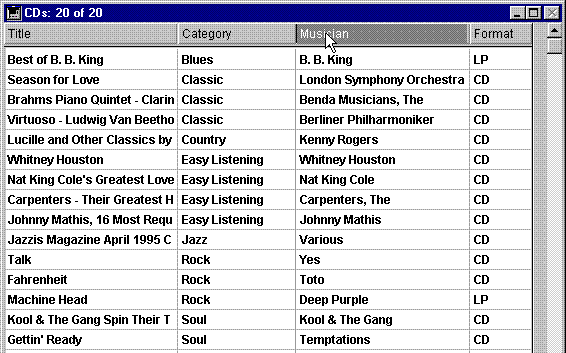 CDs: 20 of 20
Title Category Musician Format
Best of B. B. King Blues B. B. King LP
Season for Love Classic London Symphony Orchestra CD
Brahms Piano Quintet - Clarin Classic Benda Musicians, The CD
Virtuoso - Ludwig Van Beetho Classic Berliner Philharmoniker CD
Lucille and Other Classics by Country Kenny Rogers CD
Whitney Houston Easy Listening Whitney Houston CD
Nat King Cole's Greatest Love Easy Listening Nat King Cole CD
Carpenters - Their Greatest H Easy Listening Carpenters, The CD
Johnny Mathis, 16 Most Requ Easy Listening Johnny Mathis CD
Jazzis Magazine April 1995 C Jazz Various CD
Talk Rock Yes CD
Fahrenheit Rock Toto CD
Machine Head Rock Deep Purple LP
Kool & The Gang Spin Their T Soul Kool & The Gang CD
Gettin' Ready Soul Temptations CD